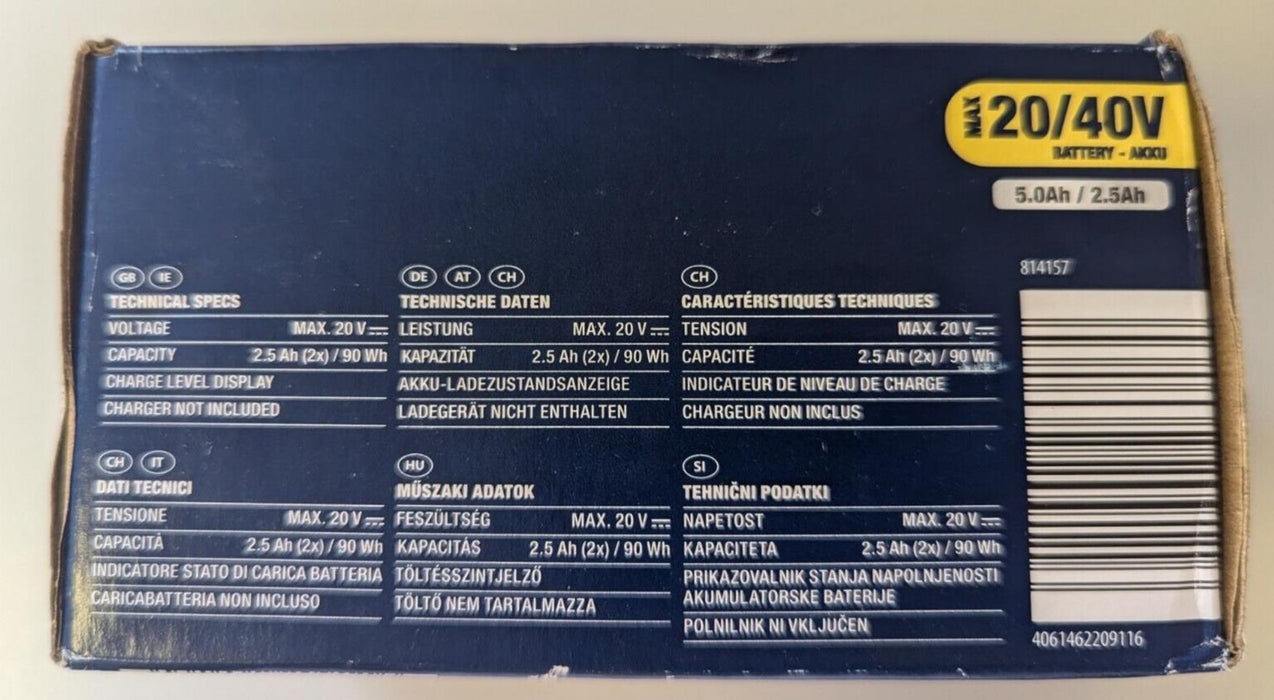 MAX 20/40V
BATTERY - AKKU
5.0Ah / 2.5Ah
GB IE
TECHNICAL SPECS
VOLTAGE MAX. 20 V
CAPACITY 2.5 Ah (2x) / 90 Wh
CHARGE LEVEL DISPLAY
CHARGER NOT INCLUDED
DE AT CH
TECHNISCHE DATEN
LEISTUNG MAX. 20 V
KAPAZITÄT 2.5 Ah (2x) / 90 Wh
AKKU-LADEZUSTANDSANZEIGE
LADEGERÄT NICHT ENTHALTEN
CH
CARACTÉRISTIQUES TECHNIQUES
TENSION MAX. 20 V
CAPACITÉ 2.5 Ah (2x) / 90 Wh
INDICATEUR DE NIVEAU DE CHARGE
CHARGEUR NON INCLUS
CH IT
DATI TECNICI
TENSIONE MAX. 20 V
CAPACITÀ 2.5 Ah (2x) / 90 Wh
INDICATORE STATO DI CARICA BATTERIA
CARICABATTERIA NON INCLUSO
HU
MŰSZAKI ADATOK
FESZÜLTSÉG MAX. 20 V
KAPACITÁS 2.5 Ah (2x) / 90 Wh
TÖLTÉSSZINTJELZŐ
TÖLTŐ NEM TARTALMAZZA
SI
TEHNIČNI PODATKI
NAPETOST MAX. 20 V
KAPACITETA 2.5 Ah (2x) / 90 Wh
PRIKAZOVALNIK STANJA NAPOLNJENOSTI
AKUMULATORSKE BATERIJE
POLNILNIK NI VKLJUČEN
814157
4061462209116